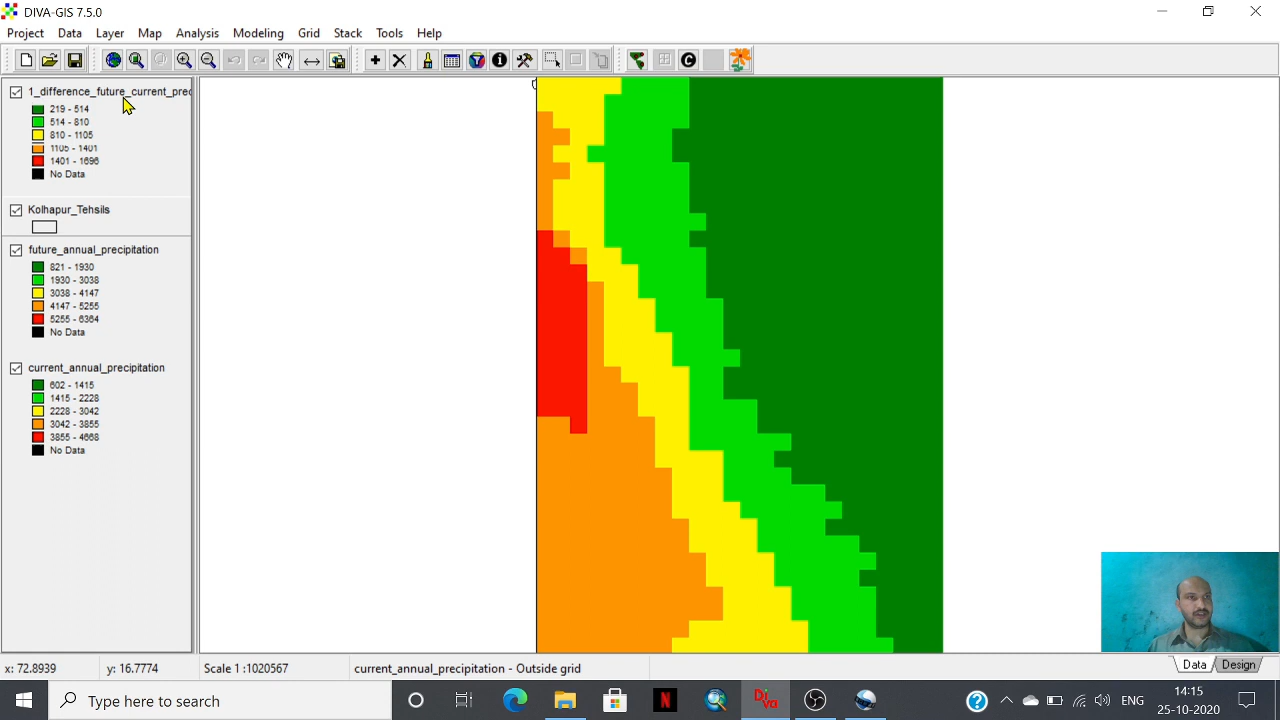 DIVA-GIS 7.5.0
Project Data Layer Map Analysis Modeling Grid Stack Tools Help
1_difference_future_current_prec
219 - 514
514 - 810
810 - 1105
1105 - 1401
1401 - 1696
No Data
Kolhapur_Tehsils
future_annual_precipitation
821 - 1930
1930 - 3038
3038 - 4147
4147 - 5255
5255 - 6364
No Data
current_annual_precipitation
602 - 1415
1415 - 2228
2228 - 3042
3042 - 3855
3855 - 4668
No Data
x: 72.8939 y: 16.7774 Scale 1 :1020567 current_annual_precipitation - Outside grid Data Design
Type here to search
ENG
14:15
25-10-2020